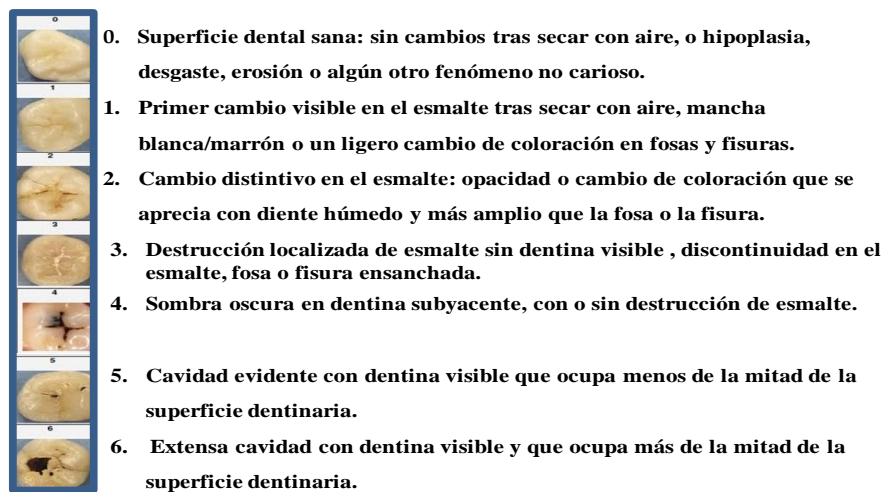 0
0. Superficie dental sana: sin cambios tras secar con aire, o hipoplasia,
desgaste, erosión o algún otro fenómeno no carioso.
1
1. Primer cambio visible en el esmalte tras secar con aire, mancha
blanca/marrón o un ligero cambio de coloración en fosas y fisuras.
2
2. Cambio distintivo en el esmalte: opacidad o cambio de coloración que se
aprecia con diente húmedo y más amplio que la fosa o la fisura.
3
3. Destrucción localizada de esmalte sin dentina visible , discontinuidad en el
esmalte, fosa o fisura ensanchada.
4
4. Sombra oscura en dentina subyacente, con o sin destrucción de esmalte.
5
5. Cavidad evidente con dentina visible que ocupa menos de la mitad de la
superficie dentinaria.
6
6. Extensa cavidad con dentina visible y que ocupa más de la mitad de la
superficie dentinaria.